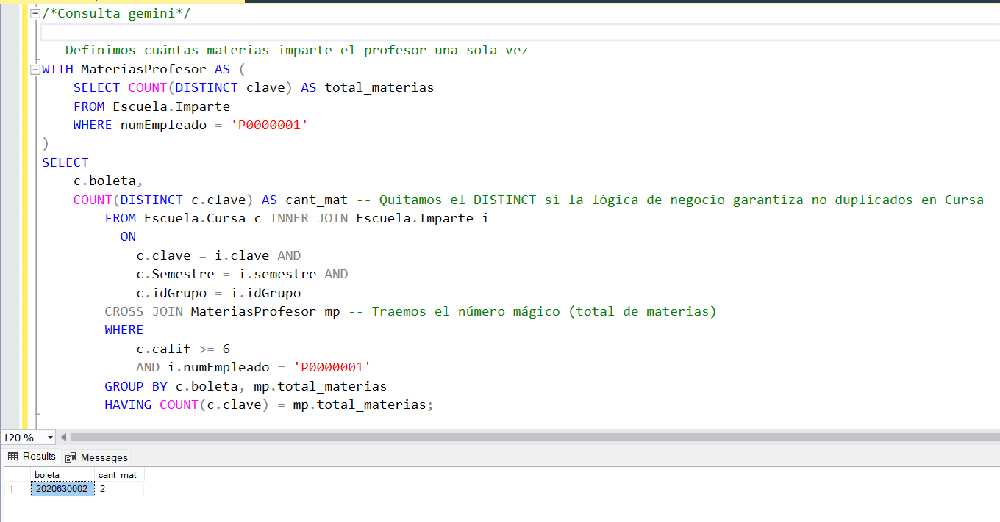 /*Consulta gemini*/
-- Definimos cuántas materias imparte el profesor una sola vez
WITH MateriasProfesor AS (
SELECT COUNT(DISTINCT clave) AS total_materias
FROM Escuela.Imparte
WHERE numEmpleado = 'P0000001'
)
SELECT
c.boleta,
COUNT(DISTINCT c.clave) AS cant_mat -- Quitamos el DISTINCT si la lógica de negocio garantiza no duplicados en Cursa
FROM Escuela.Cursa c INNER JOIN Escuela.Imparte i
ON
c.clave = i.clave AND
c.Semestre = i.semestre AND
c.idGrupo = i.idGrupo
CROSS JOIN MateriasProfesor mp -- Traemos el número mágico (total de materias)
WHERE
c.calif >= 6
AND i.numEmpleado = 'P0000001'
GROUP BY c.boleta, mp.total_materias
HAVING COUNT(c.clave) = mp.total_materias;
120 %
Results Messages
boleta cant_mat
1 2020630002 2